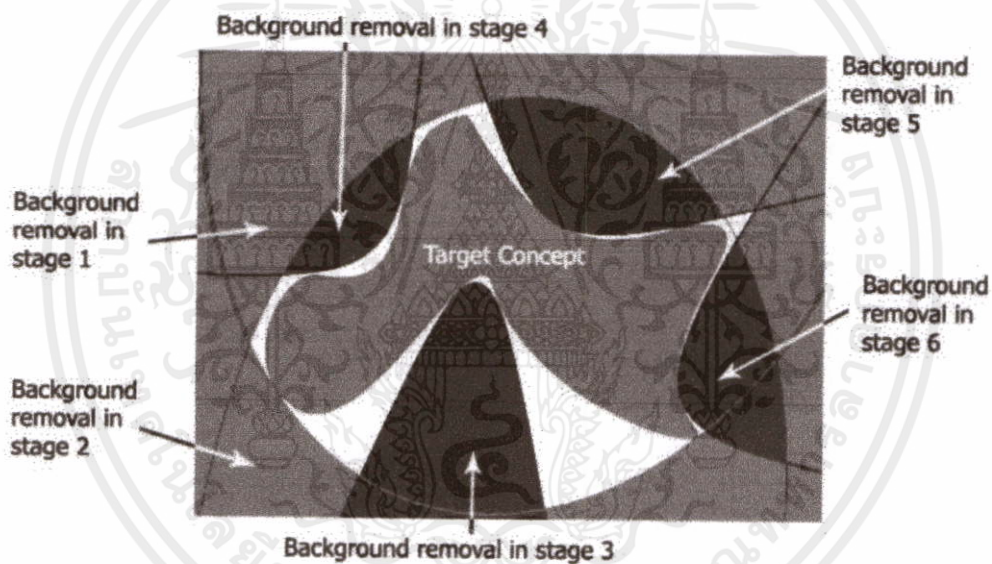 Background removal in stage 4
Background
removal in
stage 5
Background
removal in
stage 1
Target Concept
Background
removal in
stage 6
Background
removal in
stage 2
Background removal in stage 3